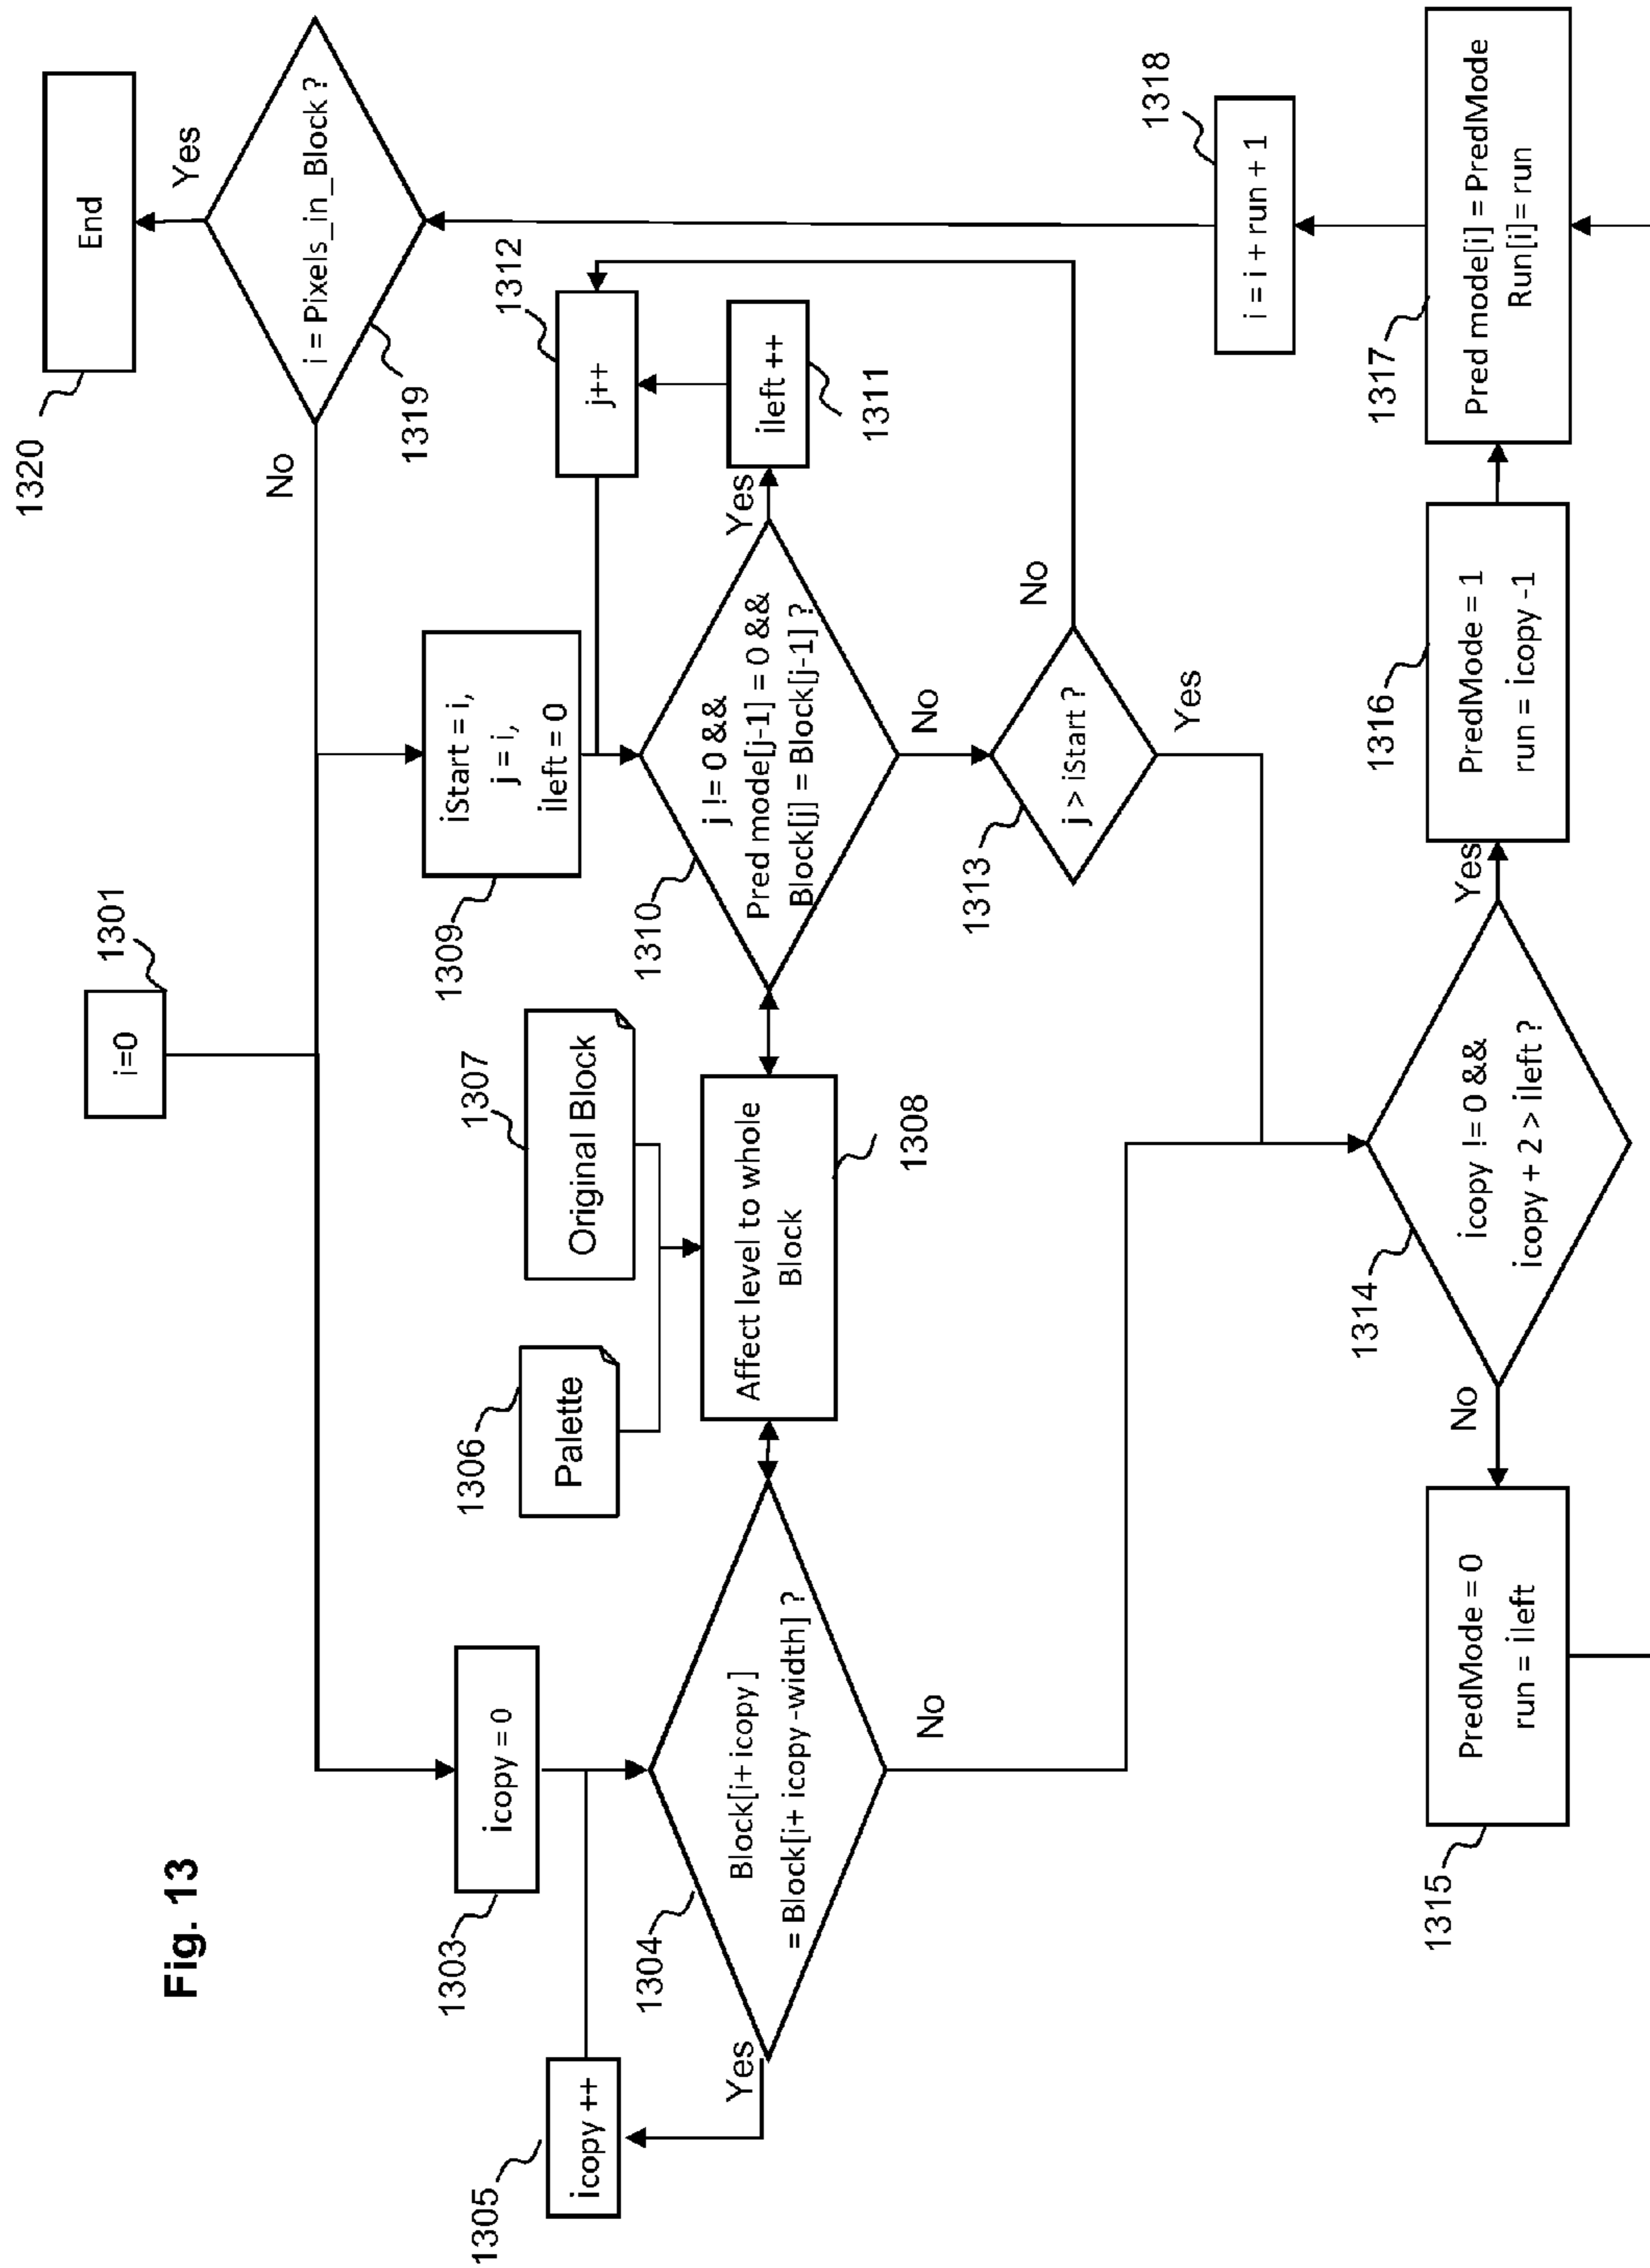 Fig. 13
1301
i=0
1303
icopy = 0
1305
icopy ++
1304
Block[i+ icopy ]
= Block[i+ icopy -width] ?
Yes
No
1306
Palette
1307
Original Block
1308
Affect level to whole
Block
1309
iStart = i,
j = i,
ileft = 0
1310
j != 0 &&
Pred mode[j-1] = 0 &&
Block[j] = Block[j-1] ?
Yes
No
1311
ileft ++
1312
j++
1313
j > iStart ?
No
Yes
1314
icopy != 0 &&
icopy + 2 > ileft ?
No
Yes
1315
PredMode = 0
run = ileft
1316
PredMode = 1
run = icopy -1
1317
Pred mode[i] = PredMode
Run[i] = run
1318
i = i + run + 1
1319
i = Pixels_in_Block ?
No
Yes
1320
End